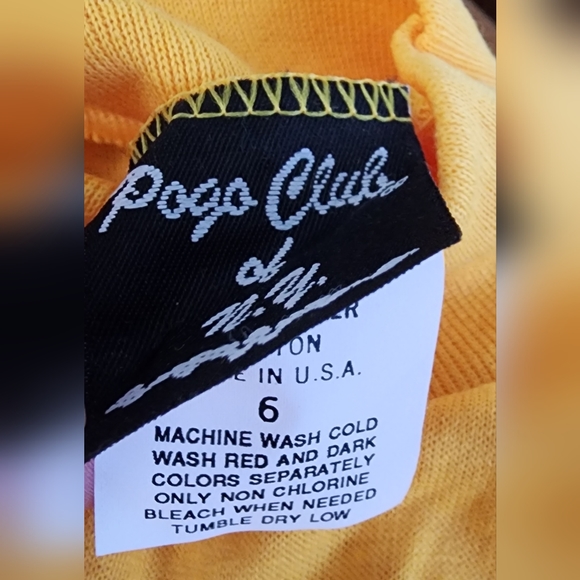 Pogo Club
of
N.Y.
IN U.S.A.
6
MACHINE WASH COLD
WASH RED AND DARK
COLORS SEPARATELY
ONLY NON CHLORINE
BLEACH WHEN NEEDED
TUMBLE DRY LOW